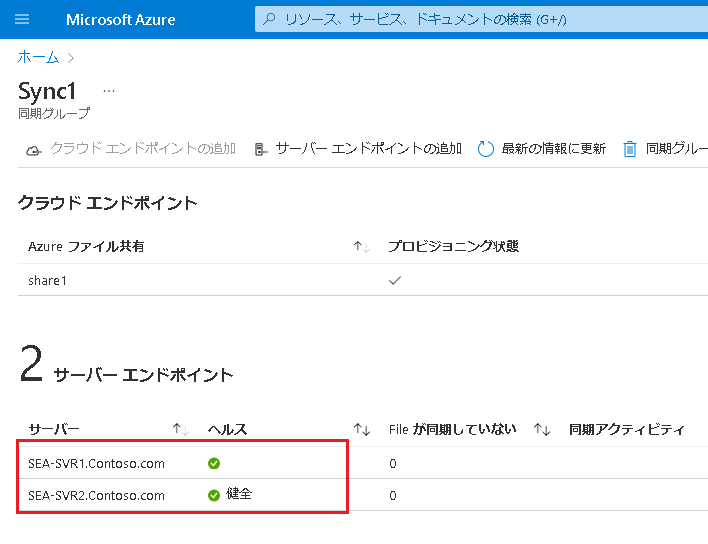 Microsoft Azure
リソース、サービス、ドキュメントの検索 (G+/)
ホーム
Sync1 ...
同期グループ
クラウド エンドポイントの追加 サーバー エンドポイントの追加 最新の情報に更新 同期グルー
クラウド エンドポイント
Azure ファイル共有 プロビジョニング状態
share1
2 サーバー エンドポイント
サーバー ヘルス File が同期していない 同期アクティビティ
SEA-SVR1.Contoso.com 0
SEA-SVR2.Contoso.com 健全 0